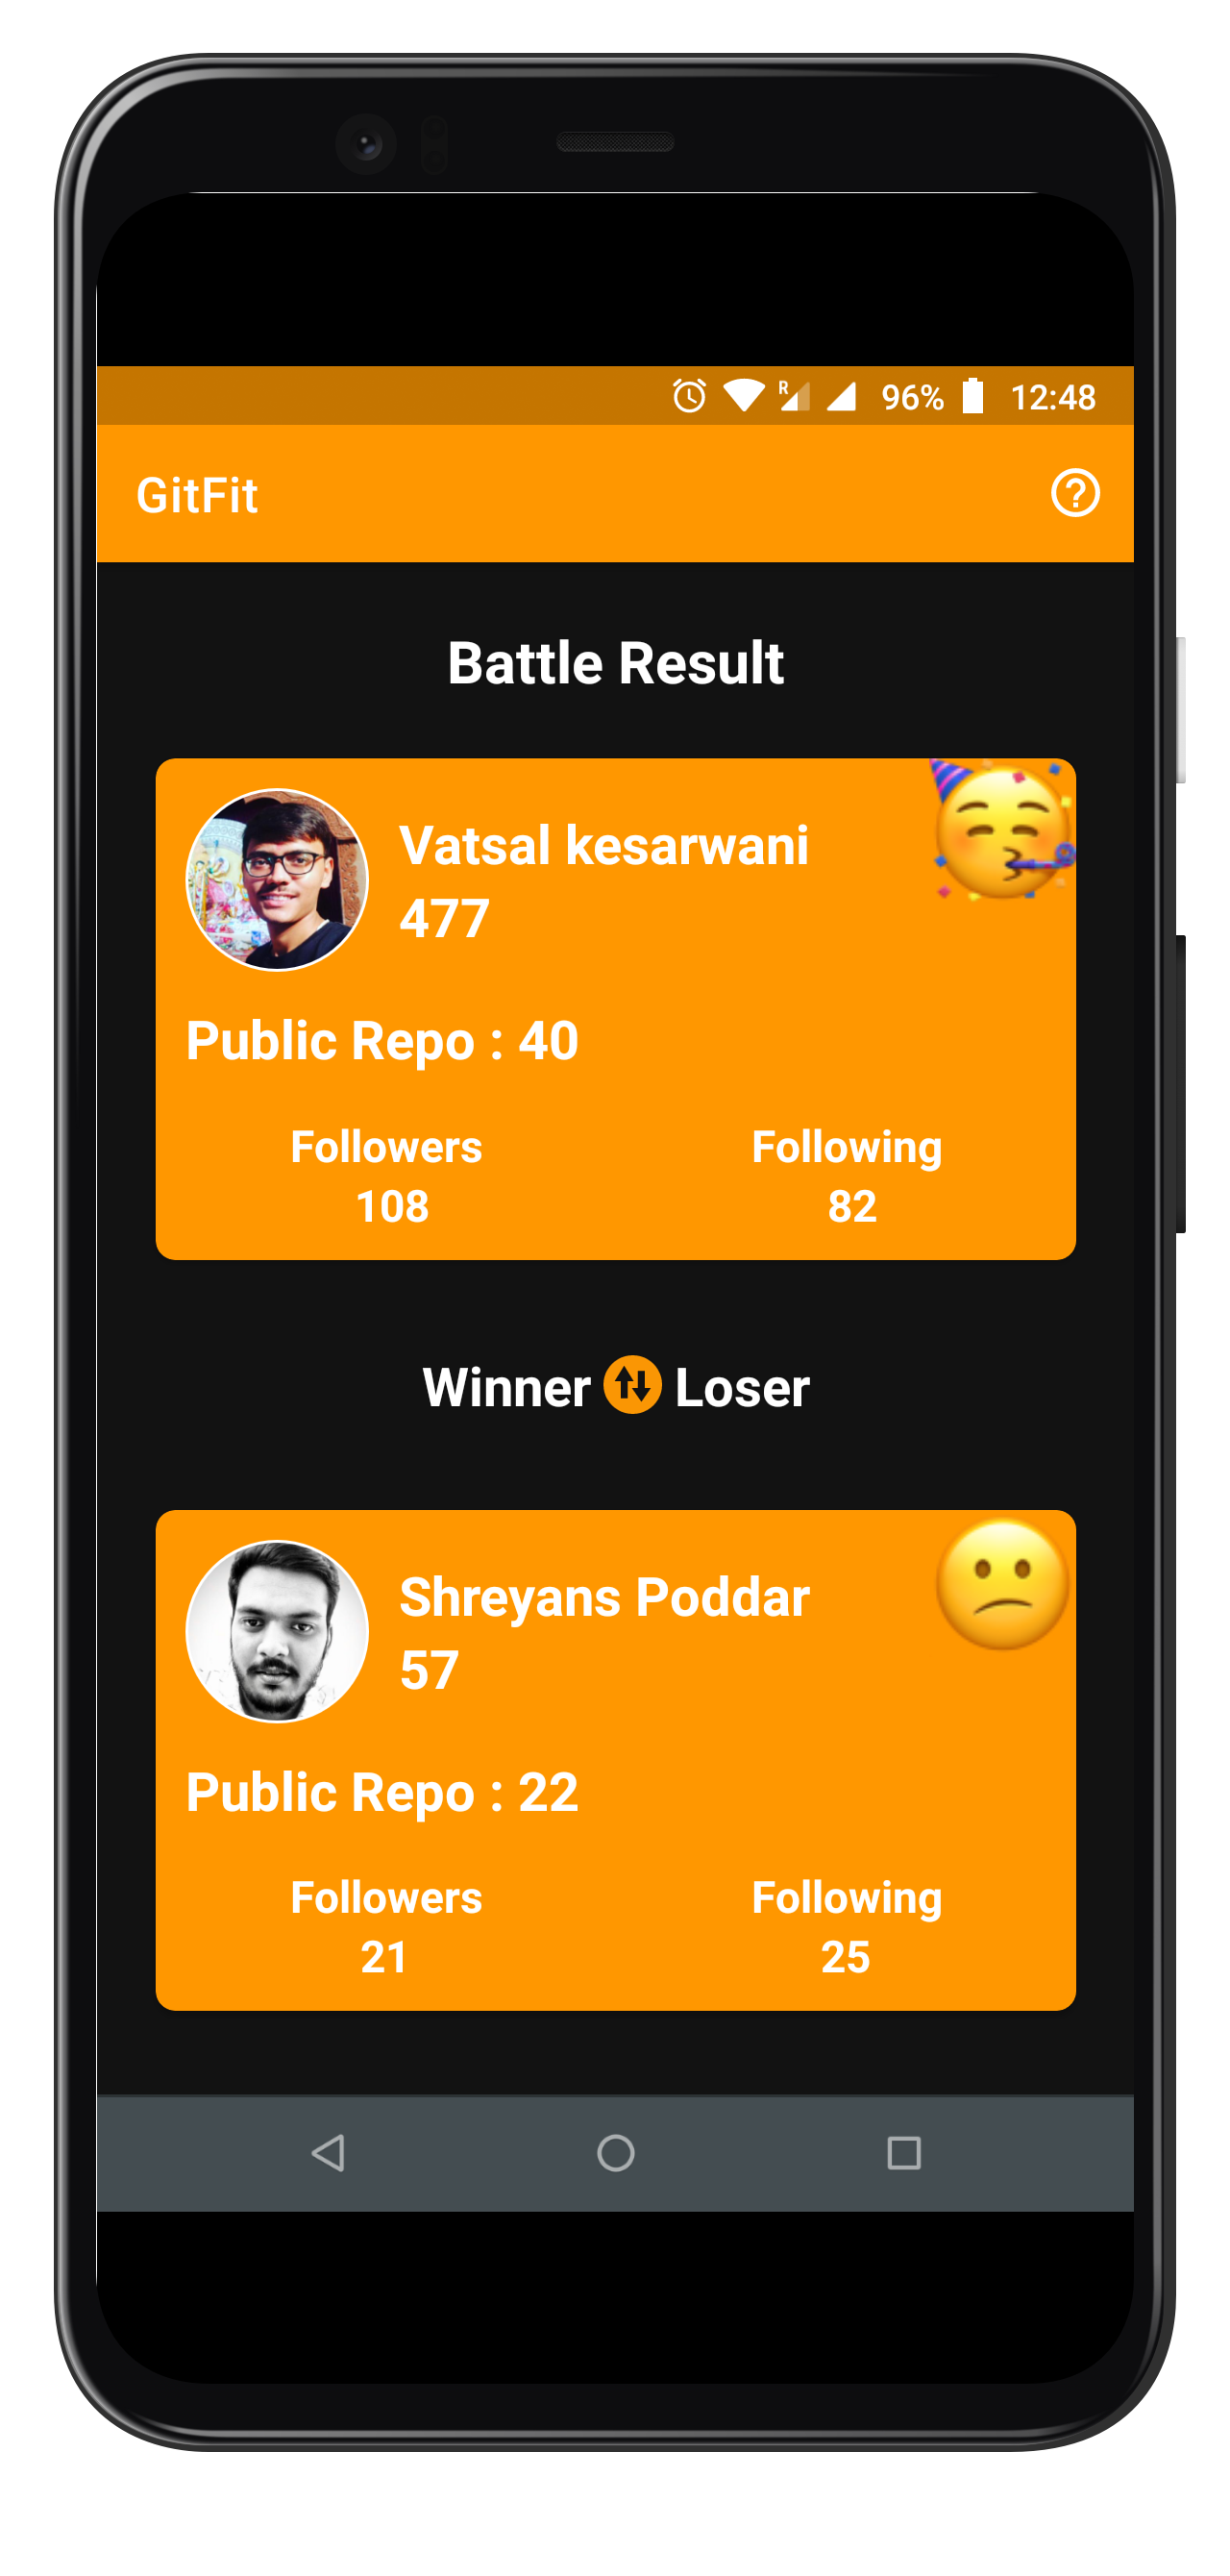 R 96% 12:48
GitFit
Battle Result
Vatsal kesarwani
477
Public Repo : 40
Followers Following
108 82
Winner Loser
Shreyans Poddar
57
Public Repo : 22
Followers Following
21 25